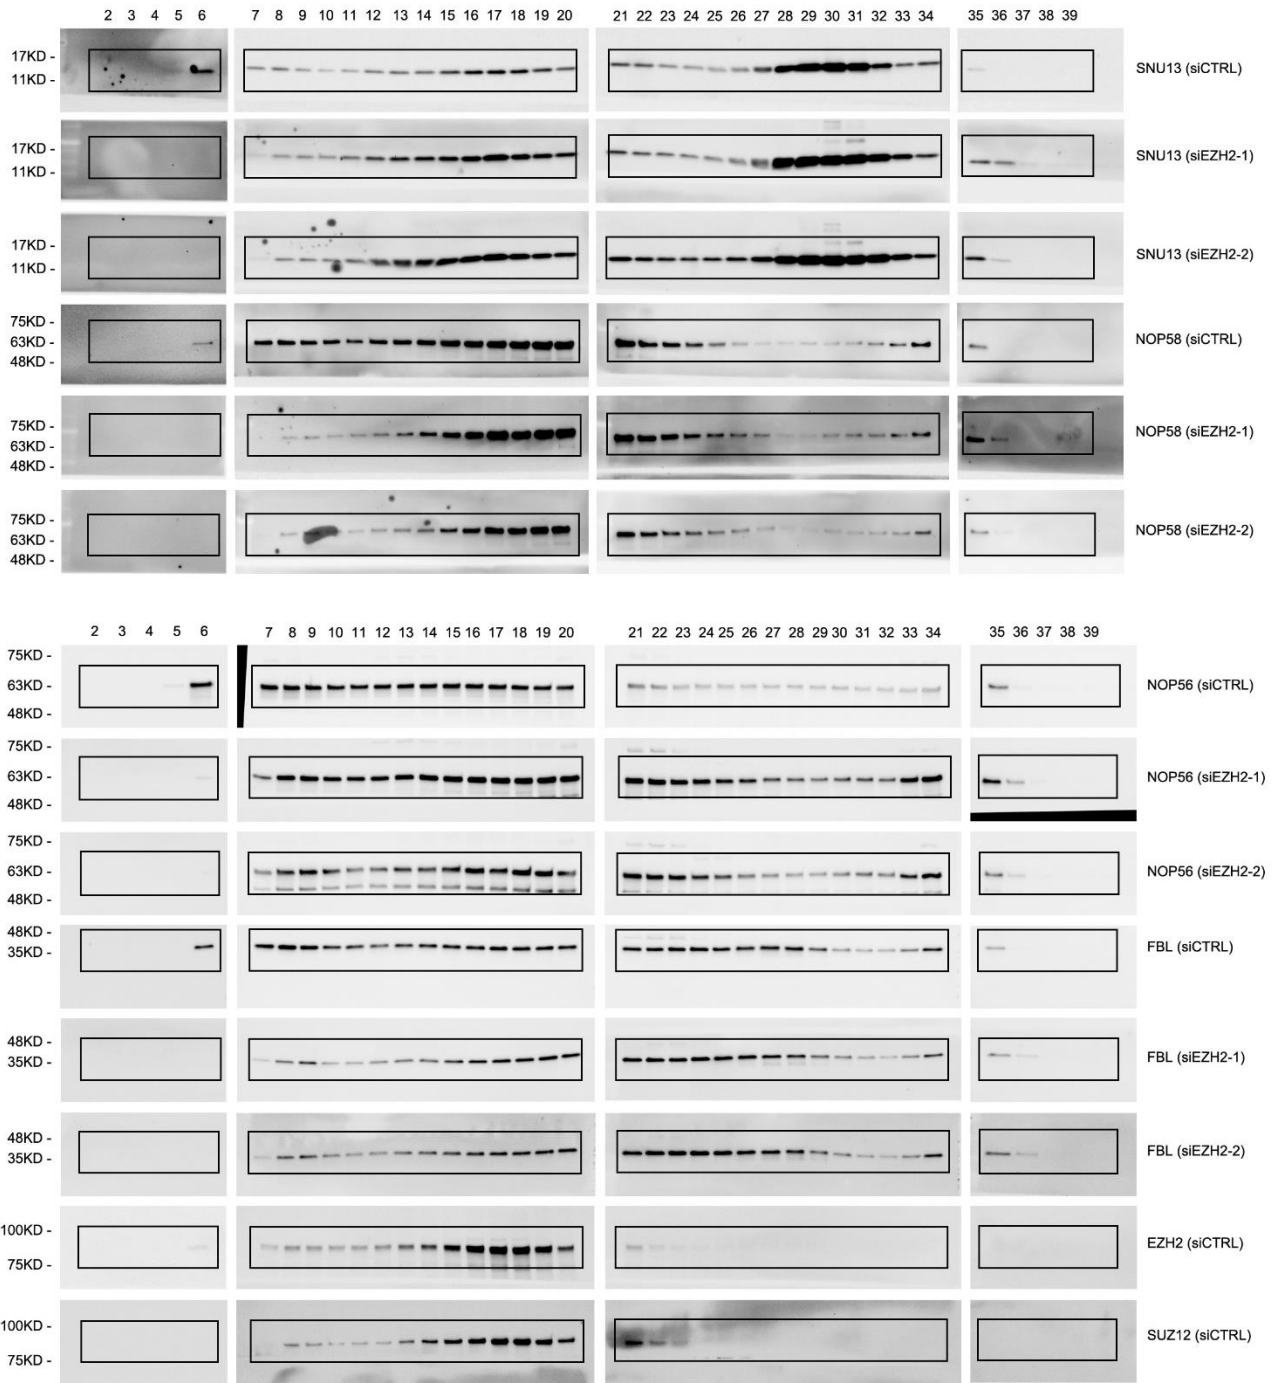 2 3 4 5 6 7 8 9 10 11 12 13 14 15 16 17 18 19 20 21 22 23 24 25 26 27 28 29 30 31 32 33 34 35 36 37 38 39
17KD -
SNU13 (siCTRL)
11KD -
17KD -
SNU13 (siEZH2-1)
11KD -
17KD -
SNU13 (siEZH2-2)
11KD -
75KD -
63KD - NOP58 (siCTRL)
48KD -
75KD -
NOP58 (siEZH2-1)
63KD -
48KD -
75KD -
NOP58 (siEZH2-2)
63KD -
48KD -
2 3 4 5 6 7 8 9 10 11 12 13 14 15 16 17 18 19 20 21 22 23 24 25 26 27 28 29 30 31 32 33 34 35 36 37 38 39
75KD -
63KD - NOP56 (siCTRL)
48KD -
75KD -
63KD - NOP56 (siEZH2-1)
48KD -
75KD -
63KD - NOP56 (siEZH2-2)
48KD -
48KD -
FBL (siCTRL)
35KD -
48KD -
FBL (siEZH2-1)
35KD -
48KD -
FBL (siEZH2-2)
35KD -
100KD -
EZH2 (siCTRL)
75KD -
100KD -
SUZ12 (siCTRL)
75KD -